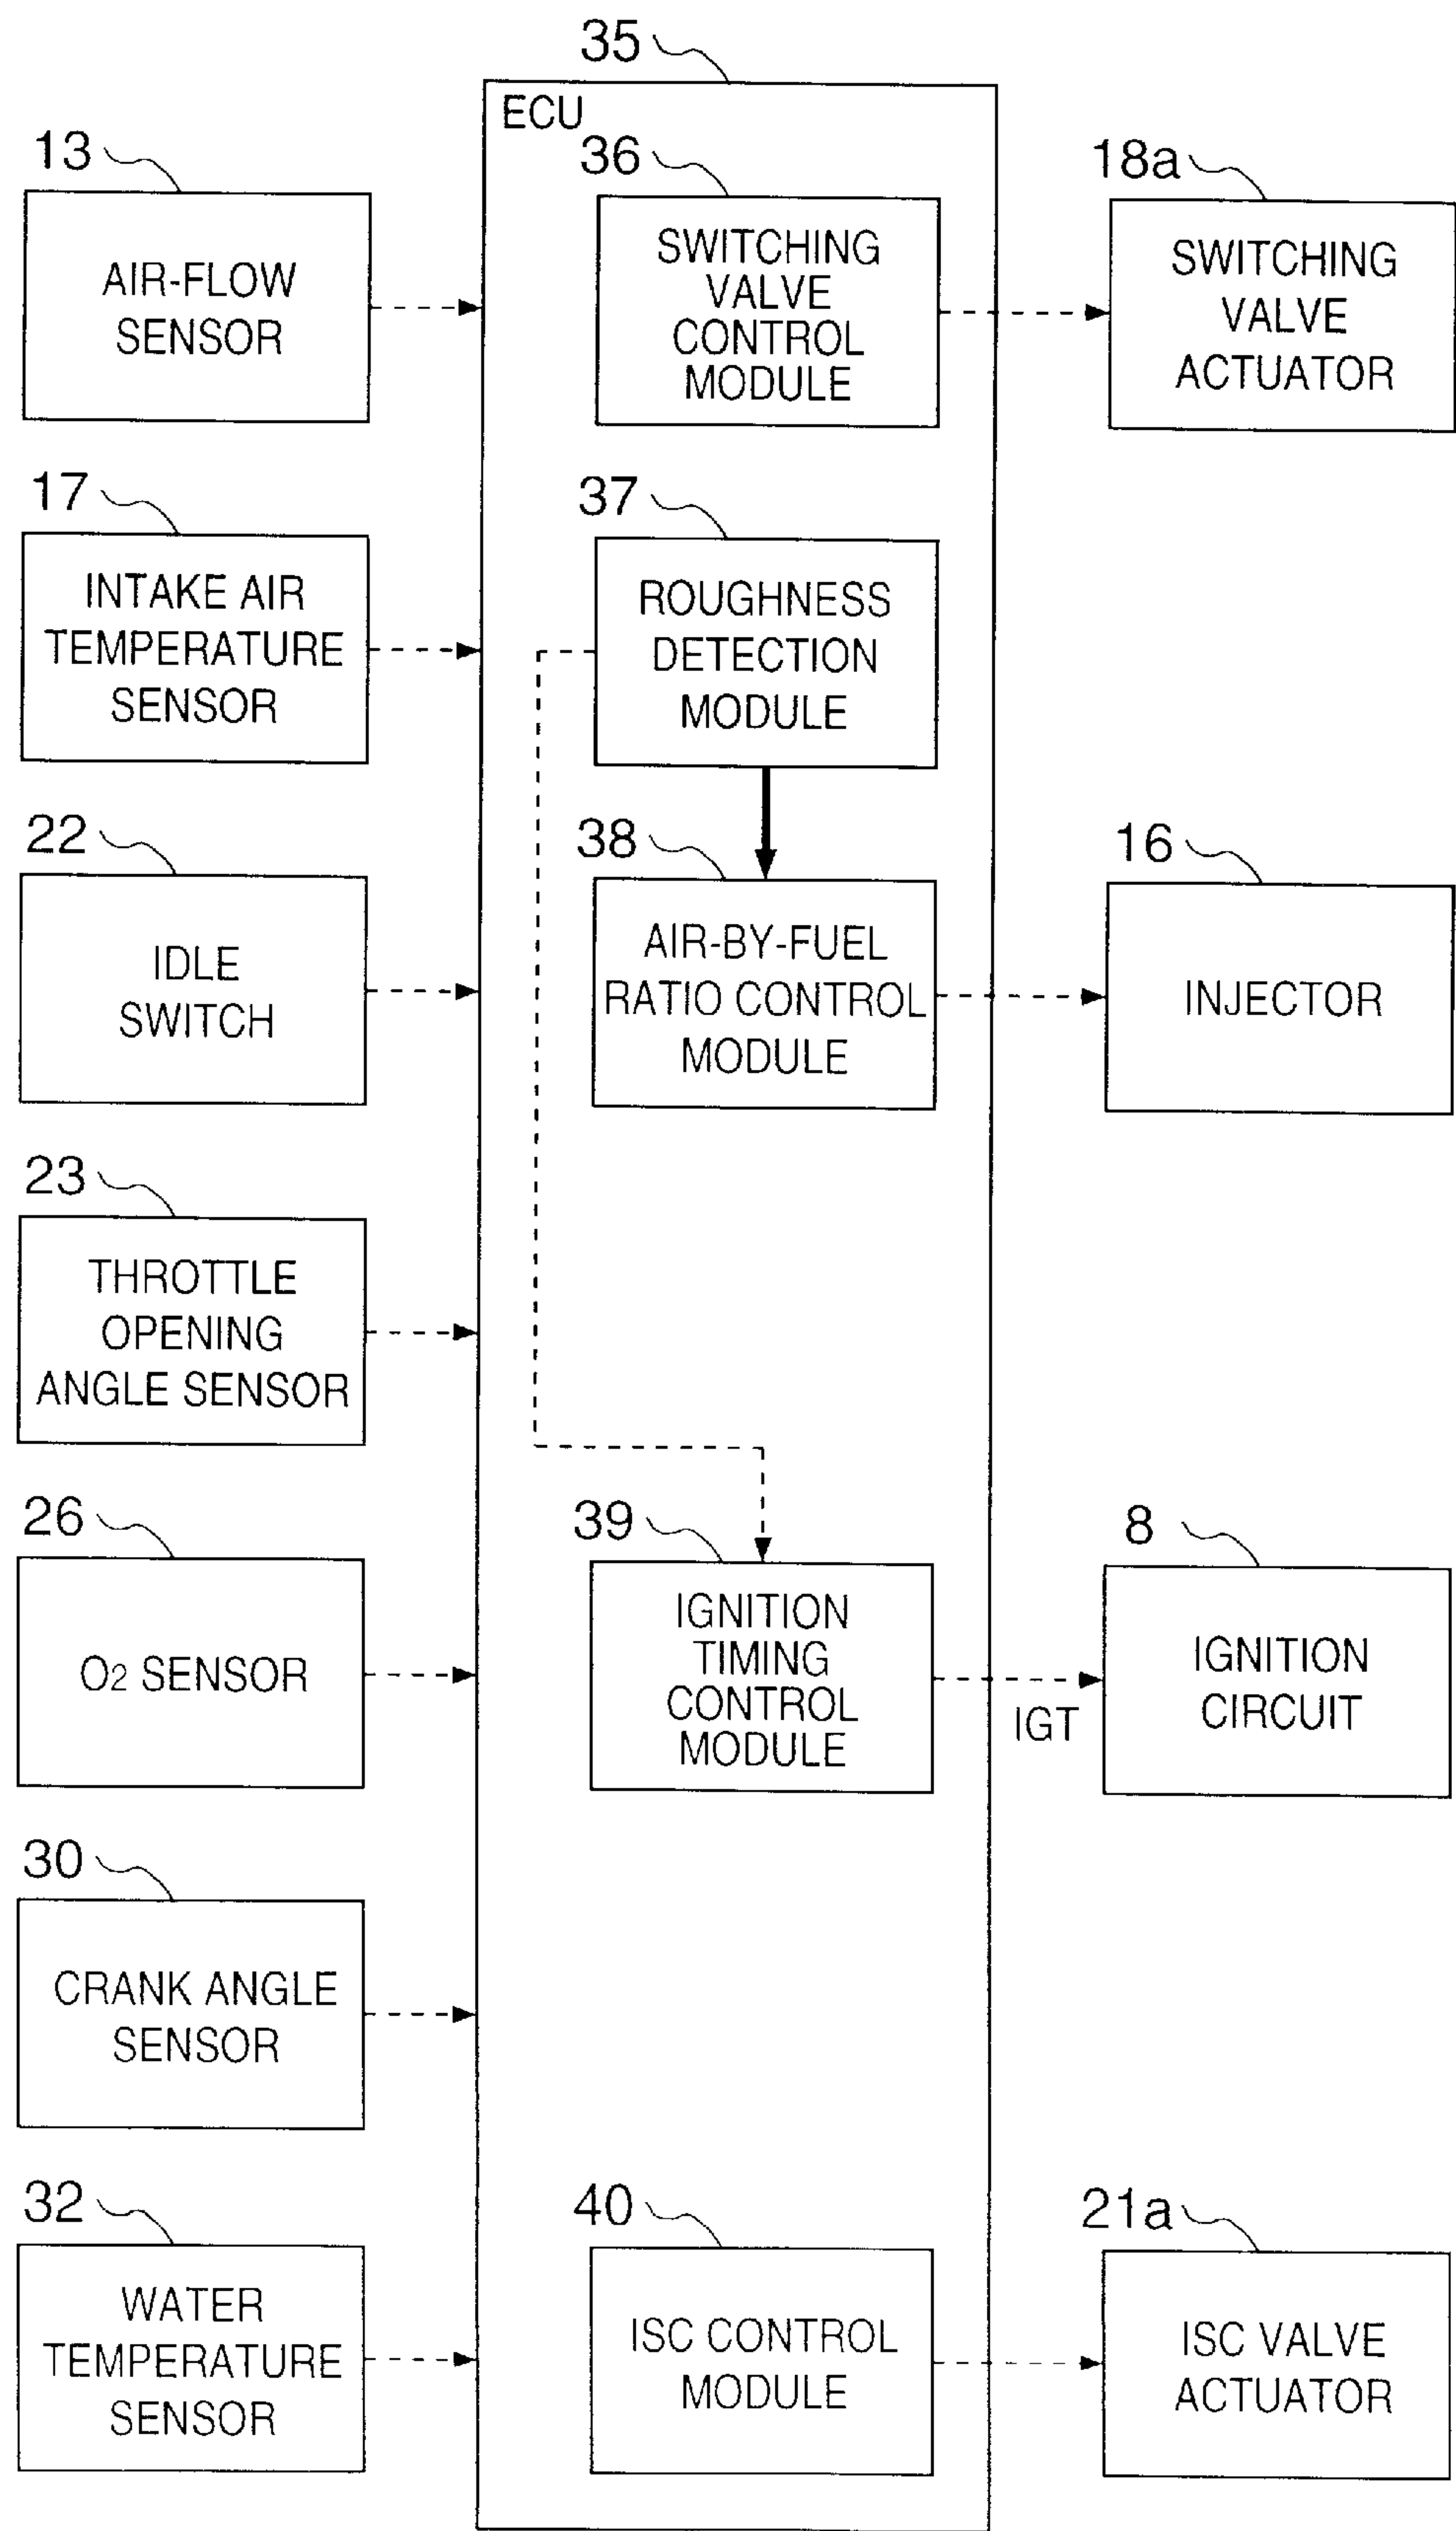 35
ECU
13
AIR-FLOW
SENSOR
36
SWITCHING
VALVE
CONTROL
MODULE
18a
SWITCHING
VALVE
ACTUATOR
17
INTAKE AIR
TEMPERATURE
SENSOR
37
ROUGHNESS
DETECTION
MODULE
22
IDLE
SWITCH
38
AIR-BY-FUEL
RATIO CONTROL
MODULE
16
INJECTOR
23
THROTTLE
OPENING
ANGLE SENSOR
26
O2 SENSOR
39
IGNITION
TIMING
CONTROL
MODULE
IGT
8
IGNITION
CIRCUIT
30
CRANK ANGLE
SENSOR
32
WATER
TEMPERATURE
SENSOR
40
ISC CONTROL
MODULE
21a
ISC VALVE
ACTUATOR